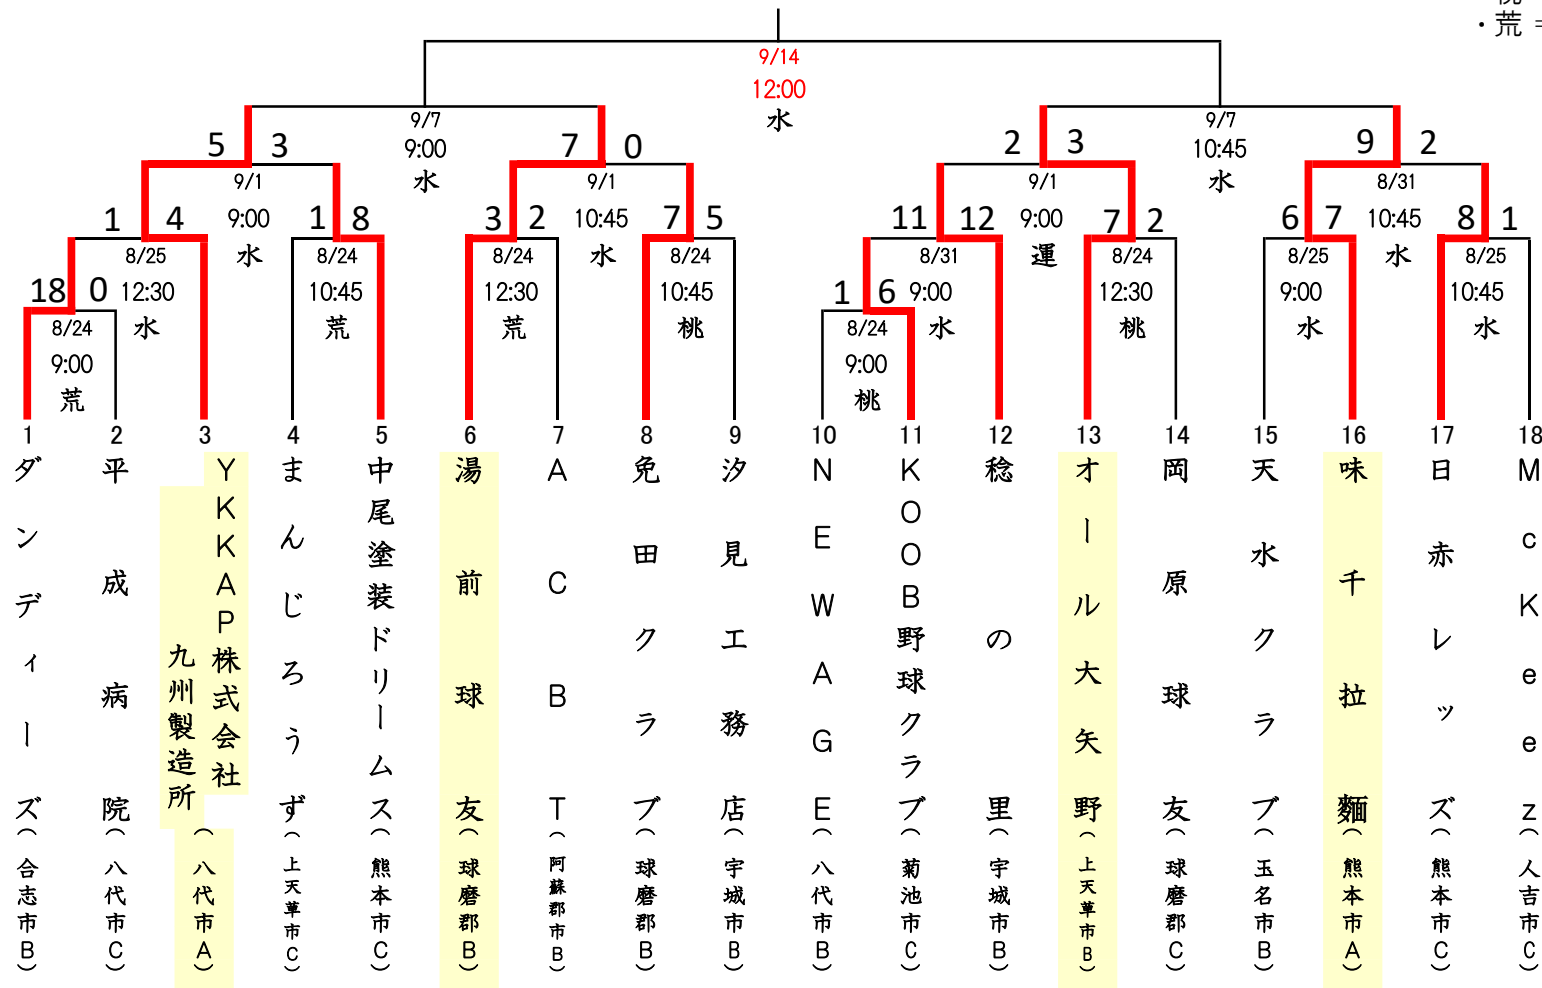 ・荒 =
9/14
12:00
水
9/7
9:00
水
9/7
10:45
水
5 3
9/1
9:00
水
7 0
9/1
10:45
水
2 3
9/1
9:00
運
9 2
8/31
10:45
水
1 4
8/25
12:30
水
1 8
8/24
10:45
荒
3 2
8/24
12:30
荒
7 5
8/24
10:45
桃
11 12
8/31
9:00
水
7 2
8/24
12:30
桃
6 7
8/25
9:00
水
8 1
8/25
10:45
水
18 0
8/24
9:00
荒
1 6
8/24
9:00
桃
1 2 3 4 5 6 7 8 9 10 11 12 13 14 15 16 17 18
ダンディーズ(合志市B)
平成病院(八代市C)
YKKAP株式会社
九州製造所
(八代市A)
まんじろうず(上天草市C)
中尾塗装ドリームス(熊本市C)
湯前球友(球磨郡B)
ACBT(阿蘇郡市B)
免田クラブ(球磨郡B)
汐見工務店(宇城市B)
NEWAGE(八代市B)
KOOB野球クラブ(菊池市C)
稔の里(宇城市B)
オール大矢野(上天草市B)
岡原球友(球磨郡C)
天水クラブ(玉名市B)
味千拉麺(熊本市A)
日赤レッズ(熊本市C)
McKeez(人吉市C)